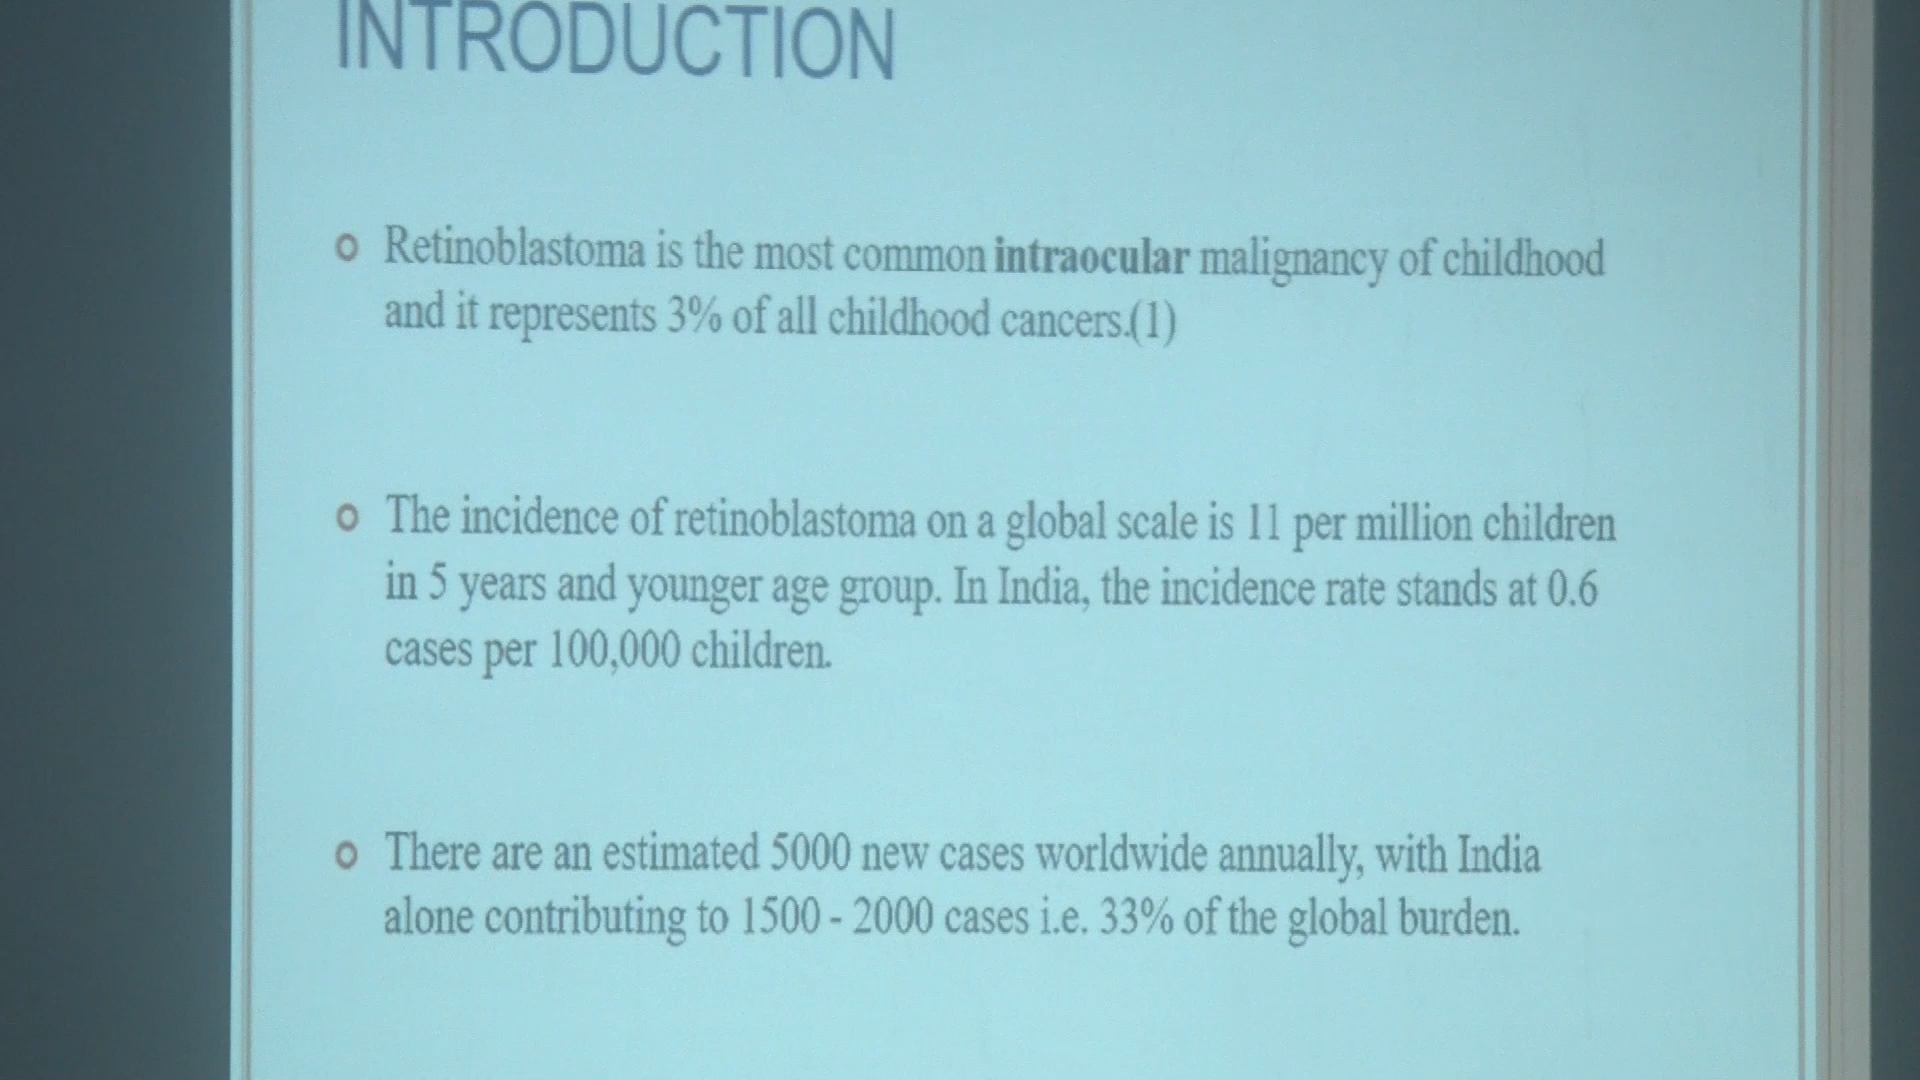 INTRODUCTION
Retinoblastoma is the most common intraocular malignancy of childhood
and it represents 3% of all childhood cancers.(1)
The incidence of retinoblastoma on a global scale is 11 per million children
in 5 years and younger age group. In India, the incidence rate stands at 0.6
cases per 100,000 children.
There are an estimated 5000 new cases worldwide annually, with India
alone contributing to 1500 - 2000 cases i.e. 33% of the global burden.